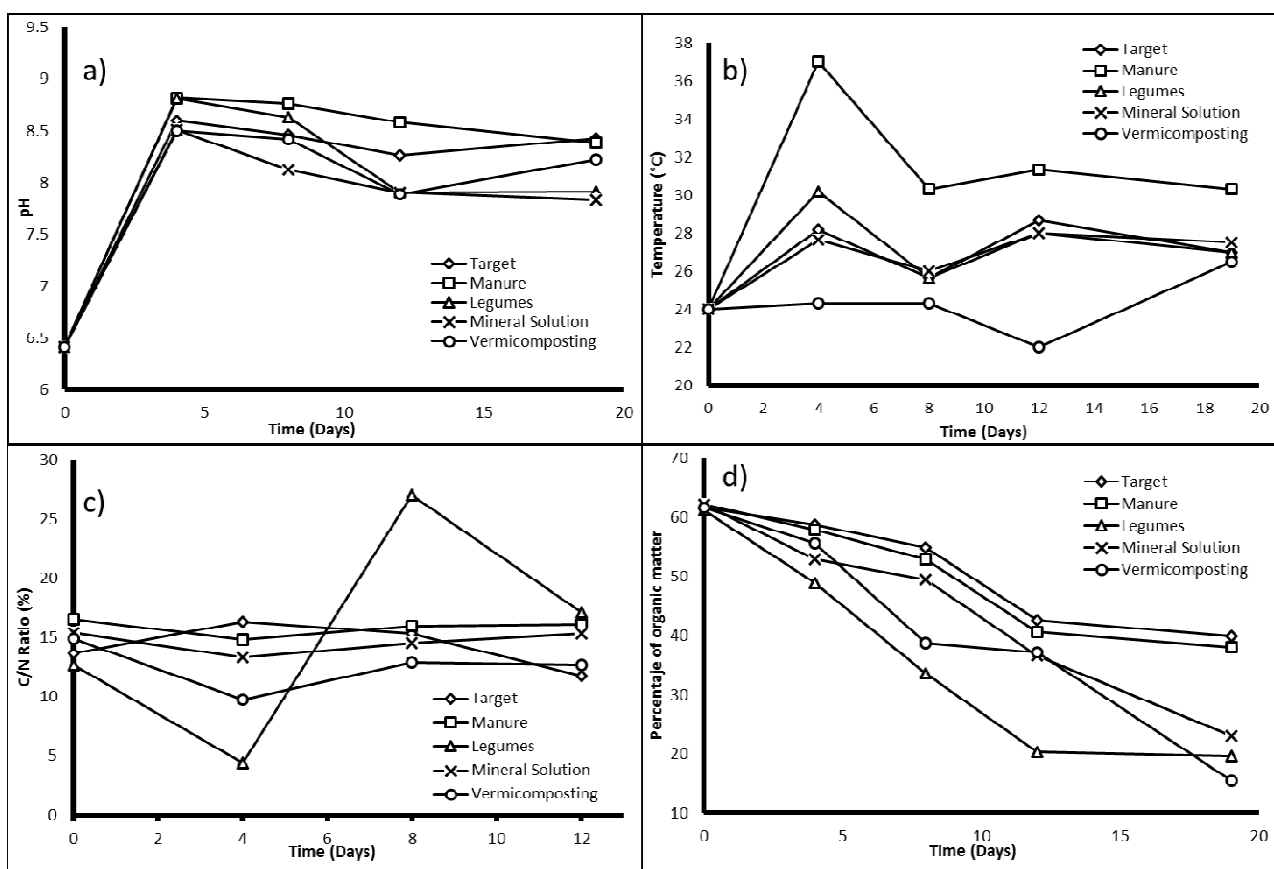 a)
9.5
9
8.5
8
7.5
7
6.5
6
pH
0 5 10 15 20
Time (Days)
Target
Manure
Legumes
Mineral Solution
Vermicomposting
b)
38
36
34
32
30
28
26
24
22
20
Temperature (°C)
0 2 4 6 8 10 12 14 16 18 20
Time (Days)
Target
Manure
Legumes
Mineral Solution
Vermicomposting
c)
30
25
20
15
10
5
0
C/N Ratio (%)
0 2 4 6 8 10 12
Time (Days)
Target
Manure
Legumes
Mineral Solution
Vermicomposting
d)
70
60
50
40
30
20
10
Percentaje of organic matter
0 5 10 15 20
Time (Days)
Target
Manure
Legumes
Mineral Solution
Vermicomposting